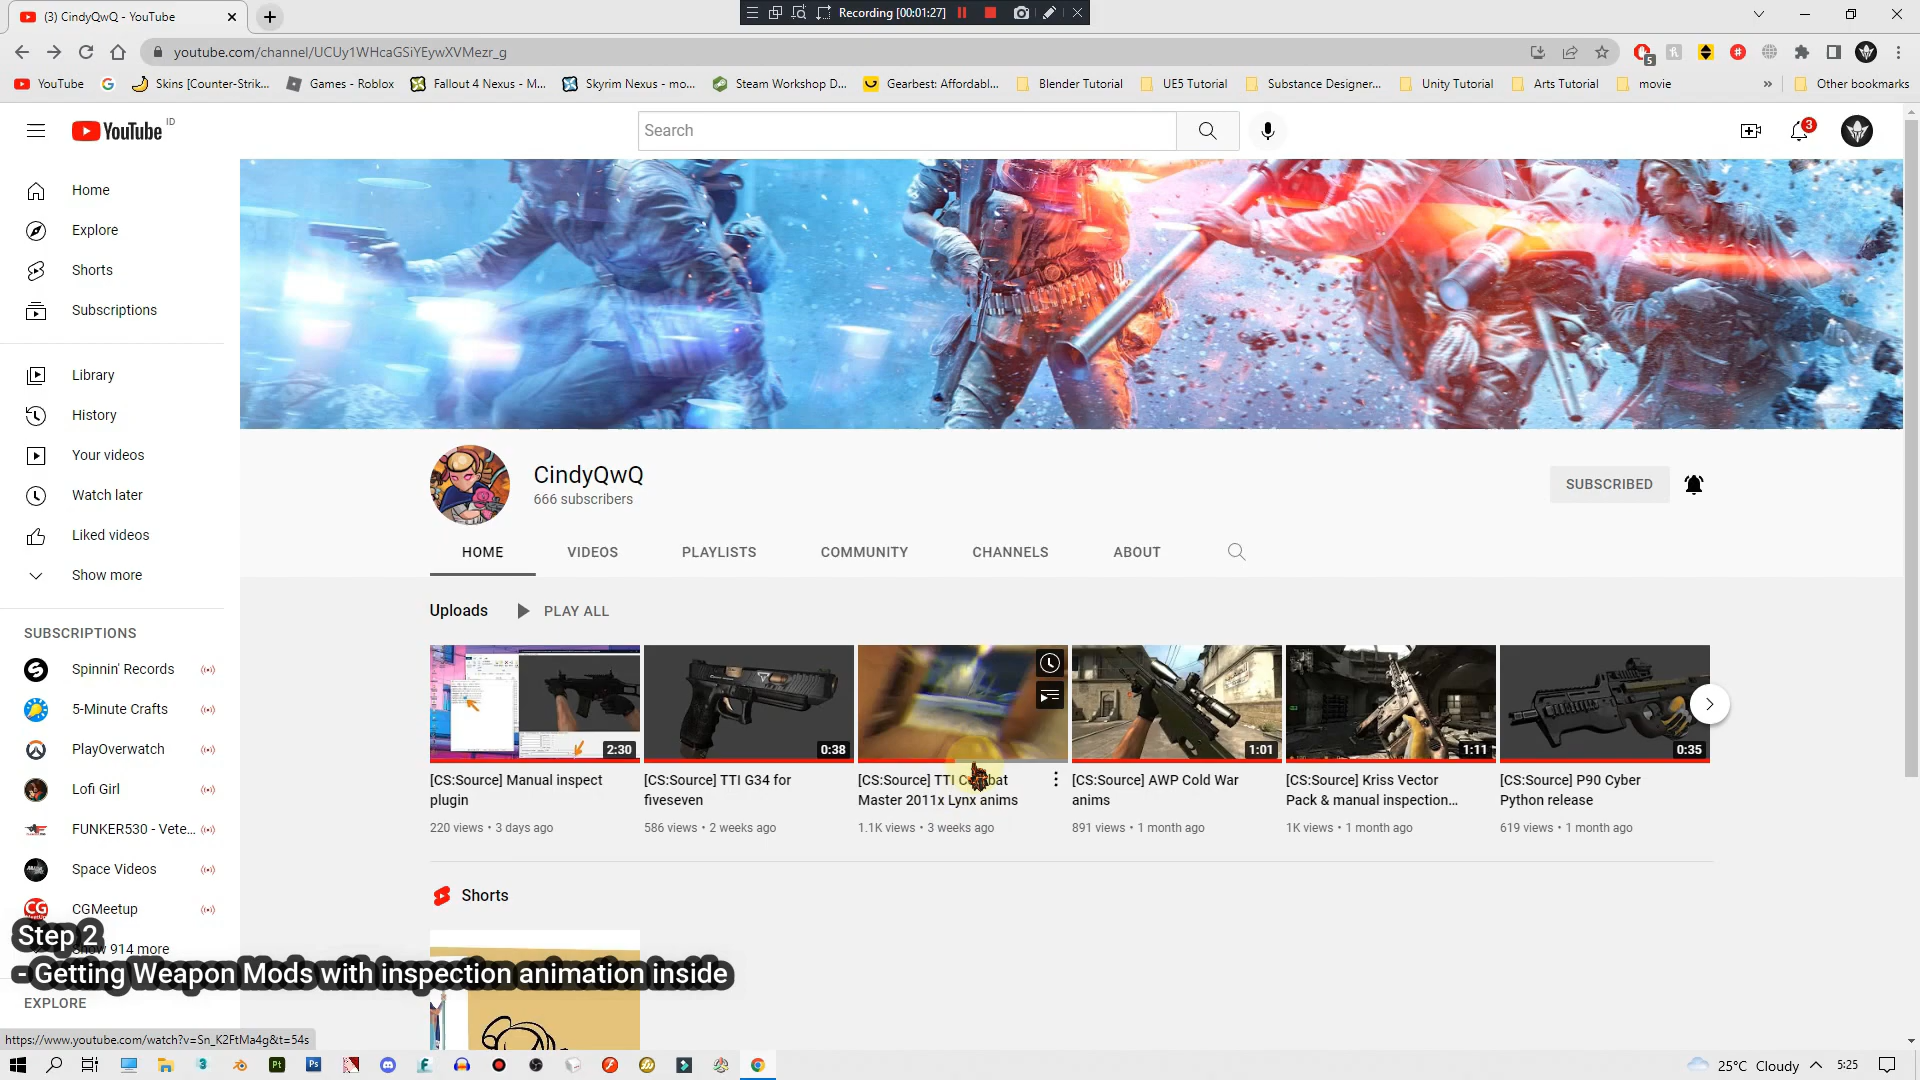 (3) CindyQwQ - YouTube
Recording [00:01:27]
youtube.com/channel/UCUy1WHcaGSiYEywXVMezr_g
5
YouTube
Skins [Counter-Strik...
Games - Roblox
Fallout 4 Nexus - M...
Skyrim Nexus - mo...
Steam Workshop D...
Gearbest: Affordabl...
Blender Tutorial
UE5 Tutorial
Substance Designer...
Unity Tutorial
Arts Tutorial
movie
»
Other bookmarks
YouTube ID
Search
3
Home
Explore
Shorts
Subscriptions
Library
History
Your videos
Watch later
Liked videos
Show more
SUBSCRIPTIONS
Spinnin' Records
5-Minute Crafts
PlayOverwatch
Lofi Girl
FUNKER530 - Vete...
Space Videos
CG
CGMeetup
Show 914 more
EXPLORE
CindyQwQ
666 subscribers
SUBSCRIBED
HOME
VIDEOS
PLAYLISTS
COMMUNITY
CHANNELS
ABOUT
Uploads
PLAY ALL
2:30
[CS:Source] Manual inspect
plugin
220 views • 3 days ago
0:38
[CS:Source] TTI G34 for
fiveseven
586 views • 2 weeks ago
[CS:Source] TTI Combat
Master 2011x Lynx anims
1.1K views • 3 weeks ago
1:01
[CS:Source] AWP Cold War
anims
891 views • 1 month ago
1:11
[CS:Source] Kriss Vector
Pack & manual inspection...
1K views • 1 month ago
0:35
[CS:Source] P90 Cyber
Python release
619 views • 1 month ago
Shorts
Step 2
- Getting Weapon Mods with inspection animation inside
https://www.youtube.com/watch?v=Sn_K2FtMa4g&t=54s
3
Pt
Ps
25°C Cloudy
5:25